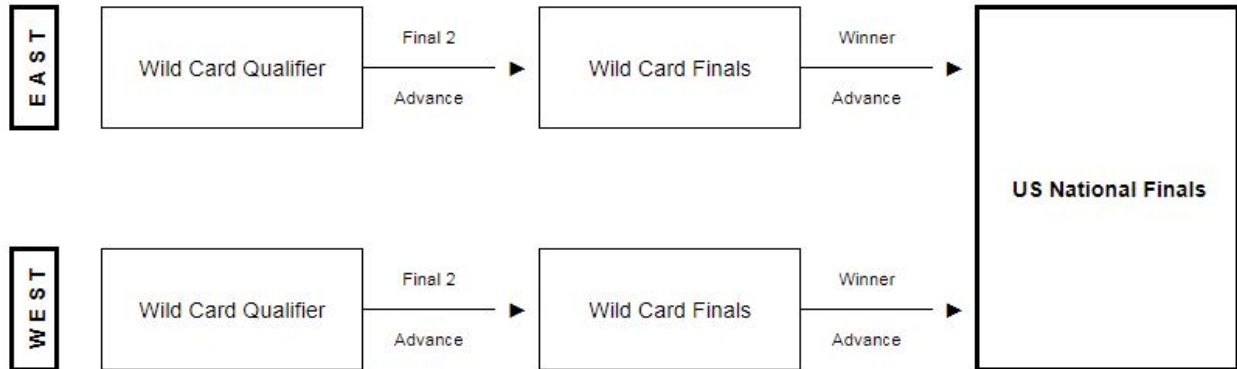 EAST
Wild Card Qualifier
Final 2
Advance
Wild Card Finals
Winner
Advance
US National Finals
WEST
Wild Card Qualifier
Final 2
Advance
Wild Card Finals
Winner
Advance